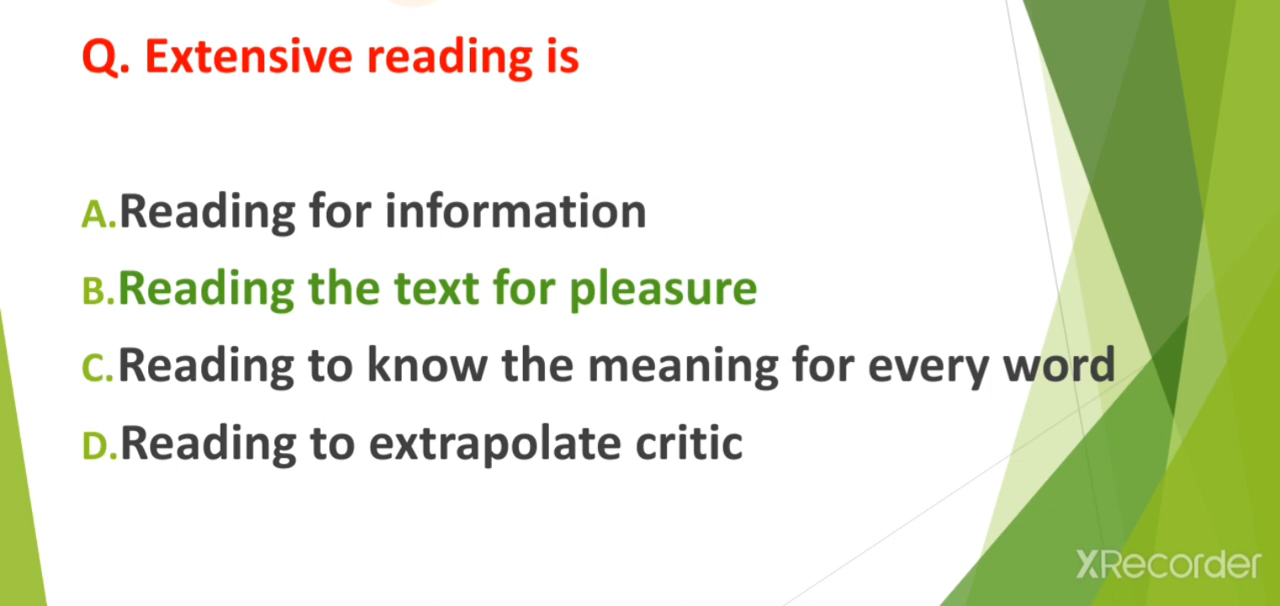 Q. Extensive reading is
A.Reading for information
B.Reading the text for pleasure
C.Reading to know the meaning for every word
D.Reading to extrapolate critic
XRecorder